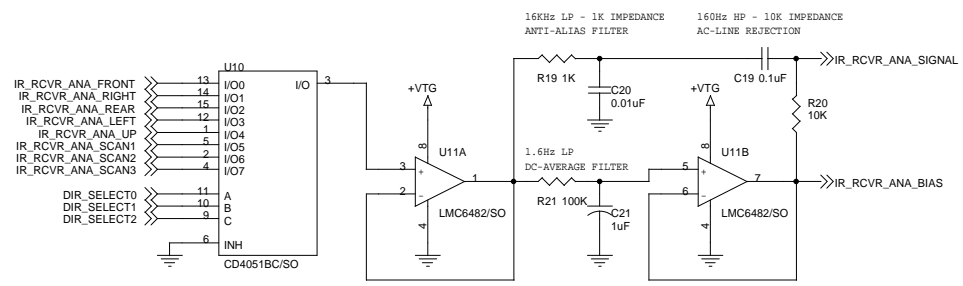 16KHz LP - 1K IMPEDANCE
ANTI-ALIAS FILTER
160Hz HP - 10K IMPEDANCE
AC-LINE REJECTION
U10
IR_RCVR_ANA_FRONT 13 I/O0 I/O 3
IR_RCVR_ANA_RIGHT 14 I/O1
IR_RCVR_ANA_REAR 15 I/O2
IR_RCVR_ANA_LEFT 12 I/O3
IR_RCVR_ANA_UP 1 I/O4
IR_RCVR_ANA_SCAN1 5 I/O5
IR_RCVR_ANA_SCAN2 2 I/O6
IR_RCVR_ANA_SCAN3 4 I/O7
DIR_SELECT0 11 A
DIR_SELECT1 10 B
DIR_SELECT2 9 C
6 INH
CD4051BC/SO
R19 1K
C20
0.01uF
C19 0.1uF
IR_RCVR_ANA_SIGNAL
R20
10K
+VTG
8
U11A
3 +
2 -
1
4
LMC6482/SO
1.6Hz LP
DC-AVERAGE FILTER
R21 100K
C21
1uF
+VTG
8
U11B
5 +
6 -
7
4
LMC6482/SO
IR_RCVR_ANA_BIAS